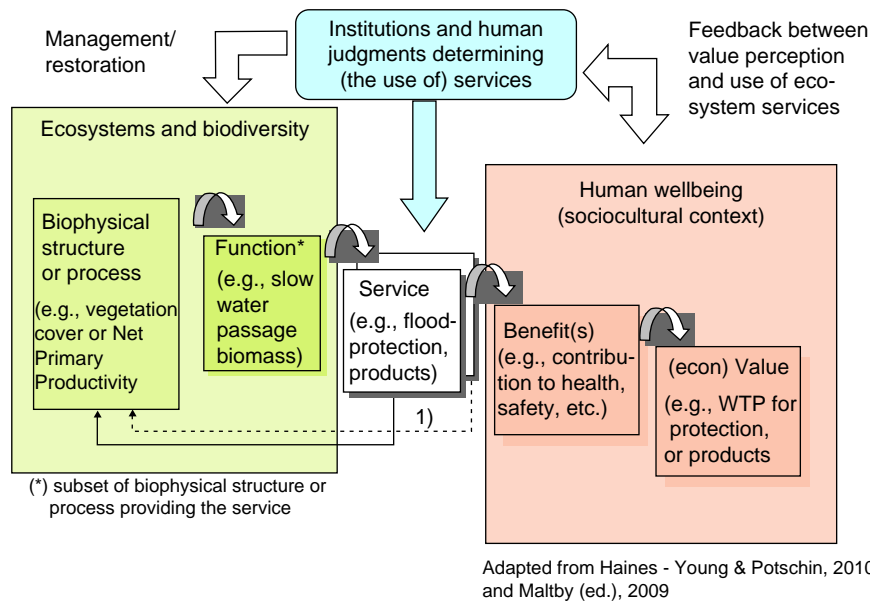 Management/
restoration
Institutions and human
judgments determining
(the use of) services
Feedback between
value perception
and use of eco-
system services
Ecosystems and biodiversity
Biophysical
structure
or process
(e.g., vegetation
cover or Net
Primary
Productivity
Function*
(e.g., slow
water
passage
biomass)
Service
(e.g., flood-
protection,
products)
1)
Human wellbeing
(sociocultural context)
Benefit(s)
(e.g., contribu-
tion to health,
safety, etc.)
(econ) Value
(e.g., WTP for
protection,
or products
(*) subset of biophysical structure or
process providing the service
Adapted from Haines - Young & Potschin, 2010
and Maltby (ed.), 2009